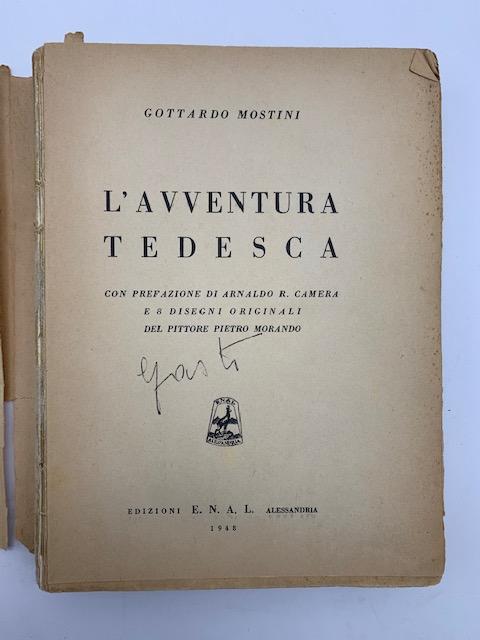 GOTTARDO MOSTINI
L'AVVENTURA
TEDESCA
CON PREFAZIONE DI ARNALDO R. CAMERA
E 8 DISEGNI ORIGINALI
DEL PITTORE PIETRO MORANDO
E.N.A.L.
ALESSANDRIA
EDIZIONI E. N. A. L. ALESSANDRIA
1948